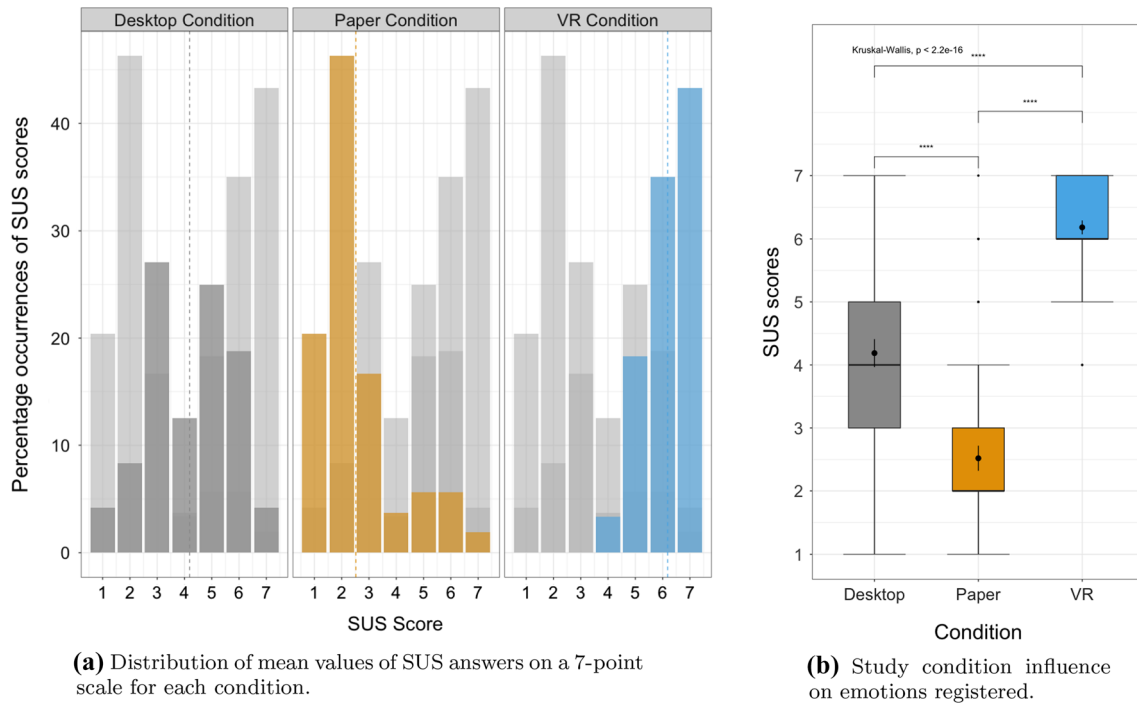 Desktop Condition
Paper Condition
VR Condition
Percentage occurrences of SUS scores
40
30
20
10
0
1 2 3 4 5 6 7
1 2 3 4 5 6 7
1 2 3 4 5 6 7
SUS Score
(a) Distribution of mean values of SUS answers on a 7-point
scale for each condition.
Kruskal-Wallis, p < 2.2e-16
****
****
****
SUS scores
7
6
5
4
3
2
1
Desktop
Paper
VR
Condition
(b) Study condition influence
on emotions registered.